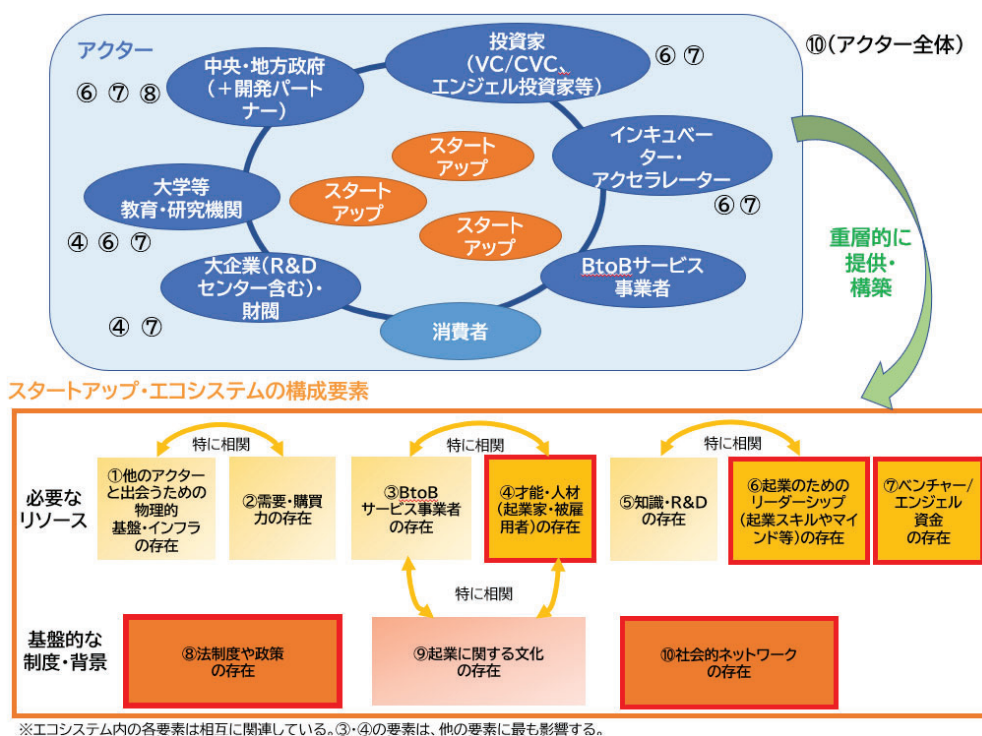 アクター
投資家
(VC/CVC、
エンジェル投資家等)
⑥ ⑦
⑩(アクター全体)
中央・地方政府
(+開発パート
ナー)
⑥ ⑦ ⑧
インキュベー
ター・
アクセラレーター
⑥ ⑦
スタート
アップ
スタート
アップ
スタート
アップ
大学等
教育・研究機関
④ ⑥ ⑦
大企業(R&D
センター含む)・
財閥
④ ⑦
BtoBサービス
事業者
消費者
重層的に
提供・
構築
スタートアップ・エコシステムの構成要素
必要な
リソース
特に相関
特に相関
特に相関
①他のアクター
と出会うための
物理的
基盤・インフラ
の存在
②需要・購買
力の存在
③BtoB
サービス事業者
の存在
④才能・人材
(起業家・被雇
用者)の存在
⑤知識・R&D
の存在
⑥起業のための
リーダーシップ
(起業スキルやマイ
ンド等)の存在
⑦ベンチャー/
エンジェル
資金
の存在
特に相関
基盤的な
制度・背景
⑧法制度や政策
の存在
⑨起業に関する文化
の存在
⑩社会的ネットワーク
の存在
※エコシステム内の各要素は相互に関連している。③・④の要素は、他の要素に最も影響する。